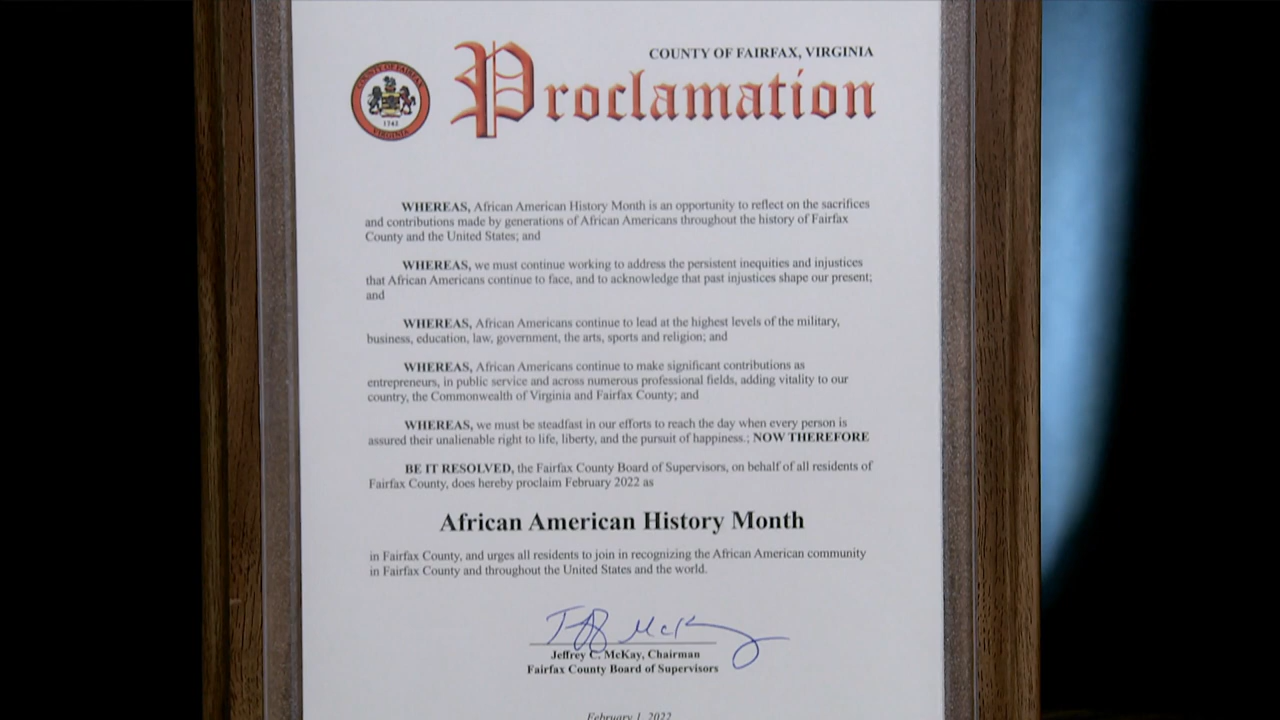 COUNTY OF FAIRFAX, VIRGINIA
Proclamation
COUNTY OF FAIRFAX
1742
VIRGINIA
WHEREAS, African American History Month is an opportunity to reflect on the sacrifices
and contributions made by generations of African Americans throughout the history of Fairfax
County and the United States; and
WHEREAS, we must continue working to address the persistent inequities and injustices
that African Americans continue to face, and to acknowledge that past injustices shape our present;
and
WHEREAS, African Americans continue to lead at the highest levels of the military,
business, education, law, government, the arts, sports and religion; and
WHEREAS, African Americans continue to make significant contributions as
entrepreneurs, in public service and across numerous professional fields, adding vitality to our
country, the Commonwealth of Virginia and Fairfax County; and
WHEREAS, we must be steadfast in our efforts to reach the day when every person is
assured their unalienable right to life, liberty, and the pursuit of happiness.; NOW THEREFORE
BE IT RESOLVED, the Fairfax County Board of Supervisors, on behalf of all residents of
Fairfax County, does hereby proclaim February 2022 as
African American History Month
in Fairfax County, and urges all residents to join in recognizing the African American community
in Fairfax County and throughout the United States and the world.
Jeffrey C. McKay, Chairman
Fairfax County Board of Supervisors
February 1, 2022